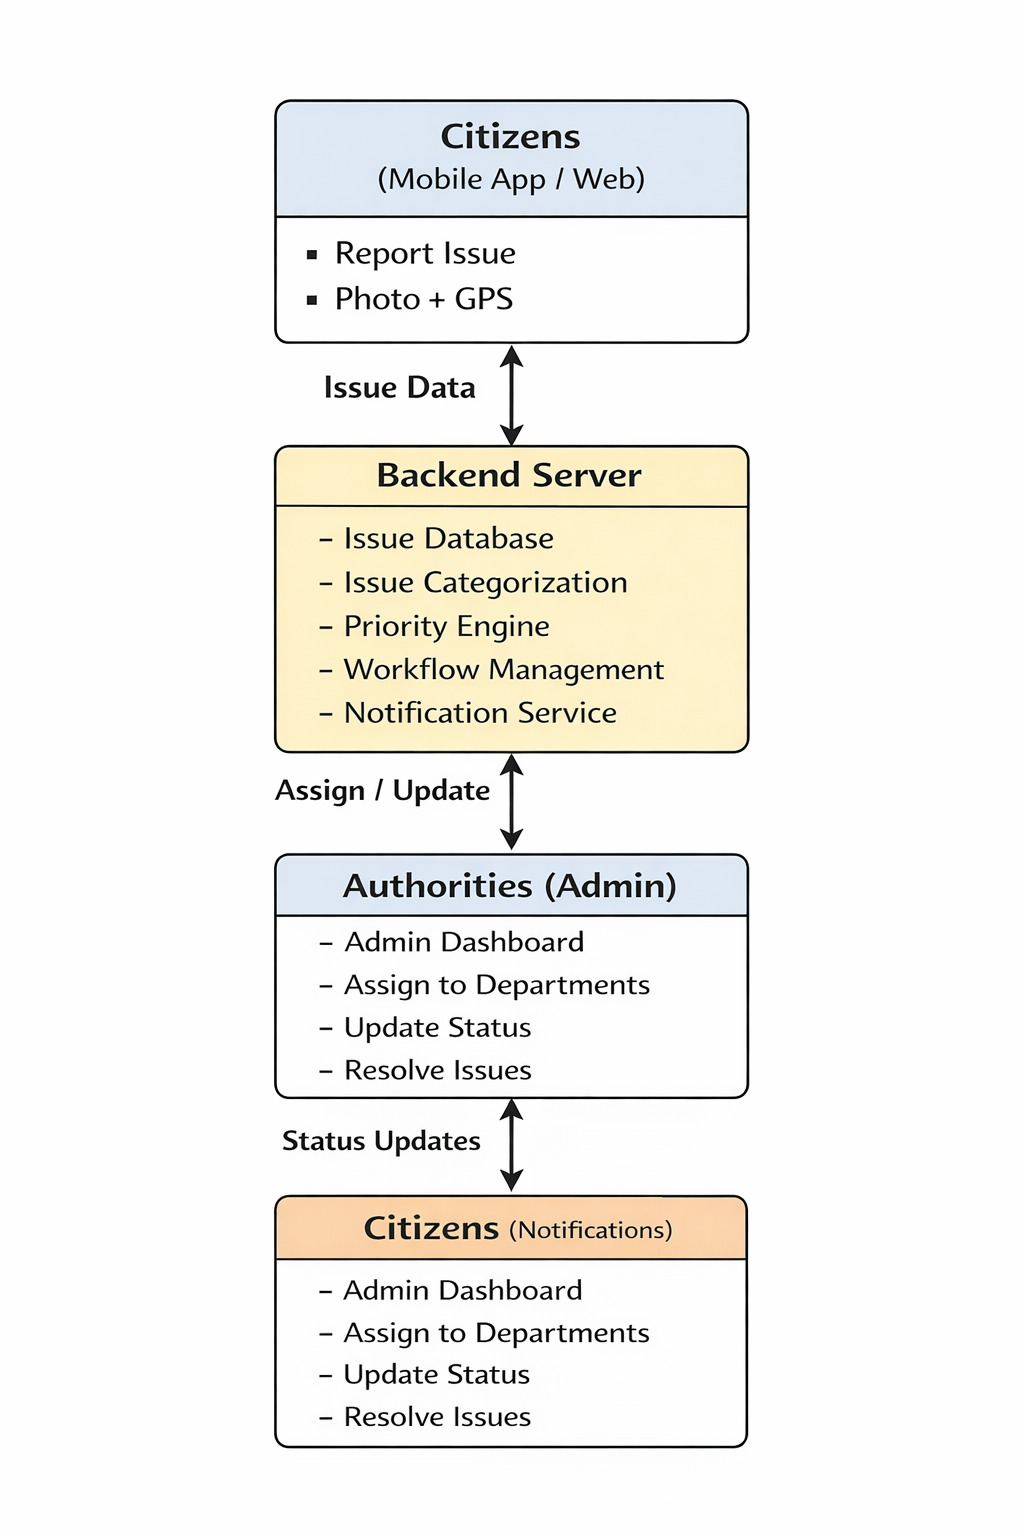 Citizens
(Mobile App / Web)
▪ Report Issue
▪ Photo + GPS
Issue Data
Backend Server
– Issue Database
– Issue Categorization
– Priority Engine
– Workflow Management
– Notification Service
Assign / Update
Authorities (Admin)
– Admin Dashboard
– Assign to Departments
– Update Status
– Resolve Issues
Status Updates
Citizens (Notifications)
– Admin Dashboard
– Assign to Departments
– Update Status
– Resolve Issues